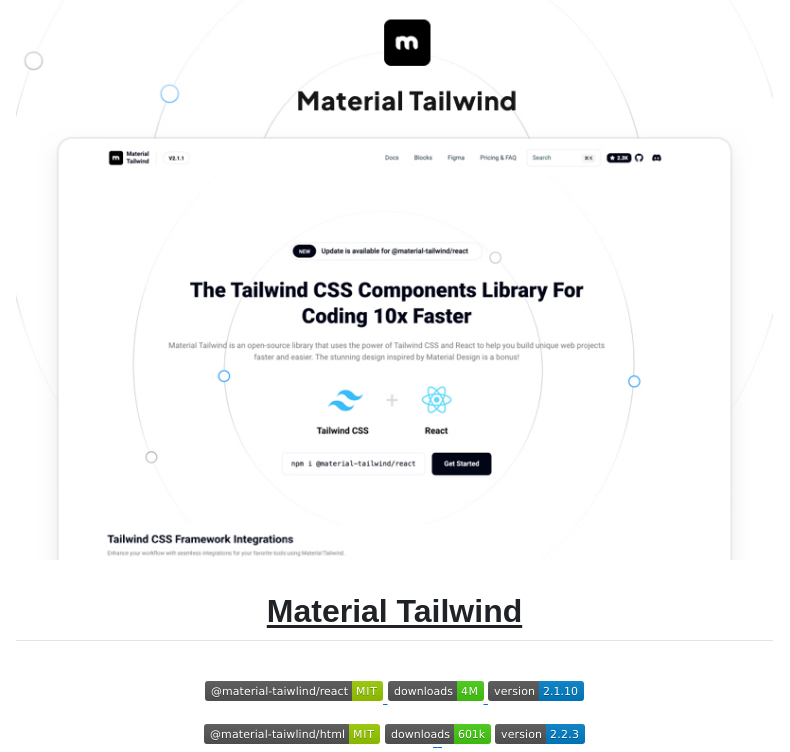 m
Material Tailwind
m Material Tailwind
V2.1.1
Docs Blocks Figma Pricing & FAQ Search ⌘K ★ 2.3K
NEW Update is available for @material-tailwind/react
The Tailwind CSS Components Library For
Coding 10x Faster
Material Tailwind is an open-source library that uses the power of Tailwind CSS and React to help you build unique web projects
faster and easier. The stunning design inspired by Material Design is a bonus!
+
Tailwind CSS React
npm i @material-tailwind/react Get Started
Tailwind CSS Framework Integrations
Enhance your workflow with seamless integrations for your favorite tools using Material Tailwind.
Material Tailwind
@material-taiwlind/react MIT downloads 4M version 2.1.10
@material-taiwlind/html MIT downloads 601k version 2.2.3